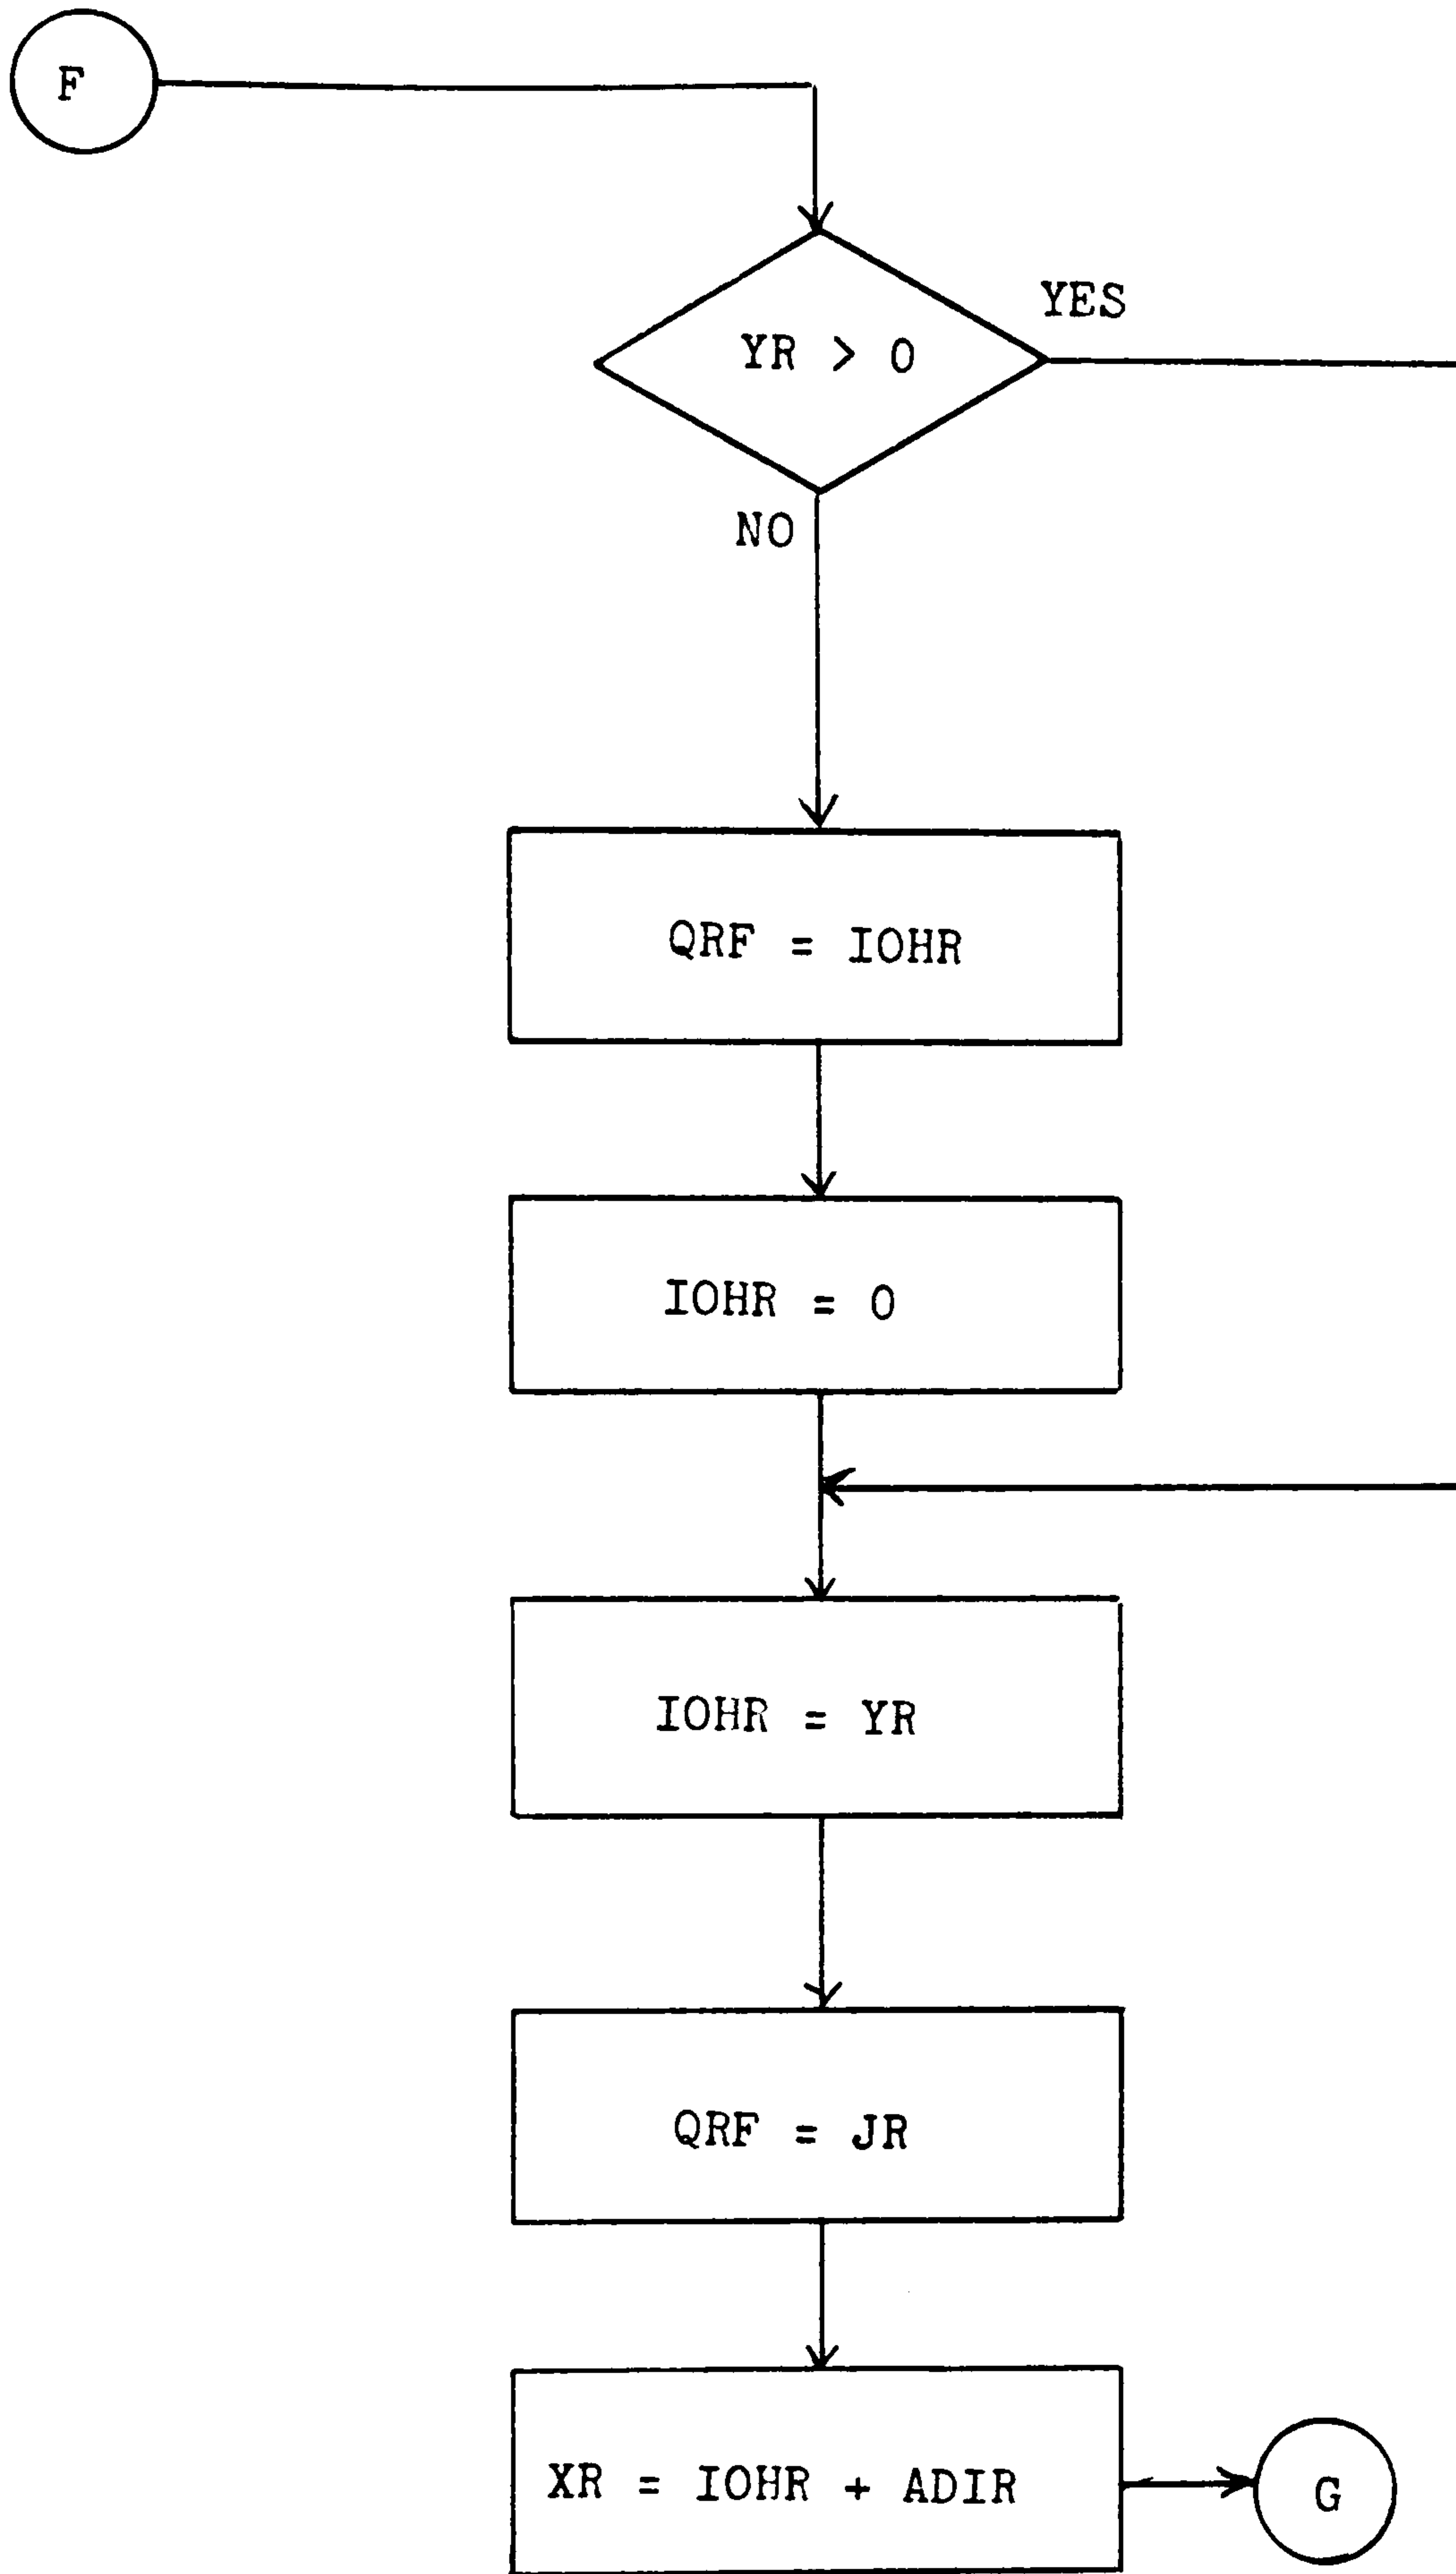 F
YES
YR > 0
NO
QRF = IOHR
IOHR = 0
IOHR = YR
QRF = JR
XR = IOHR + ADIR
G